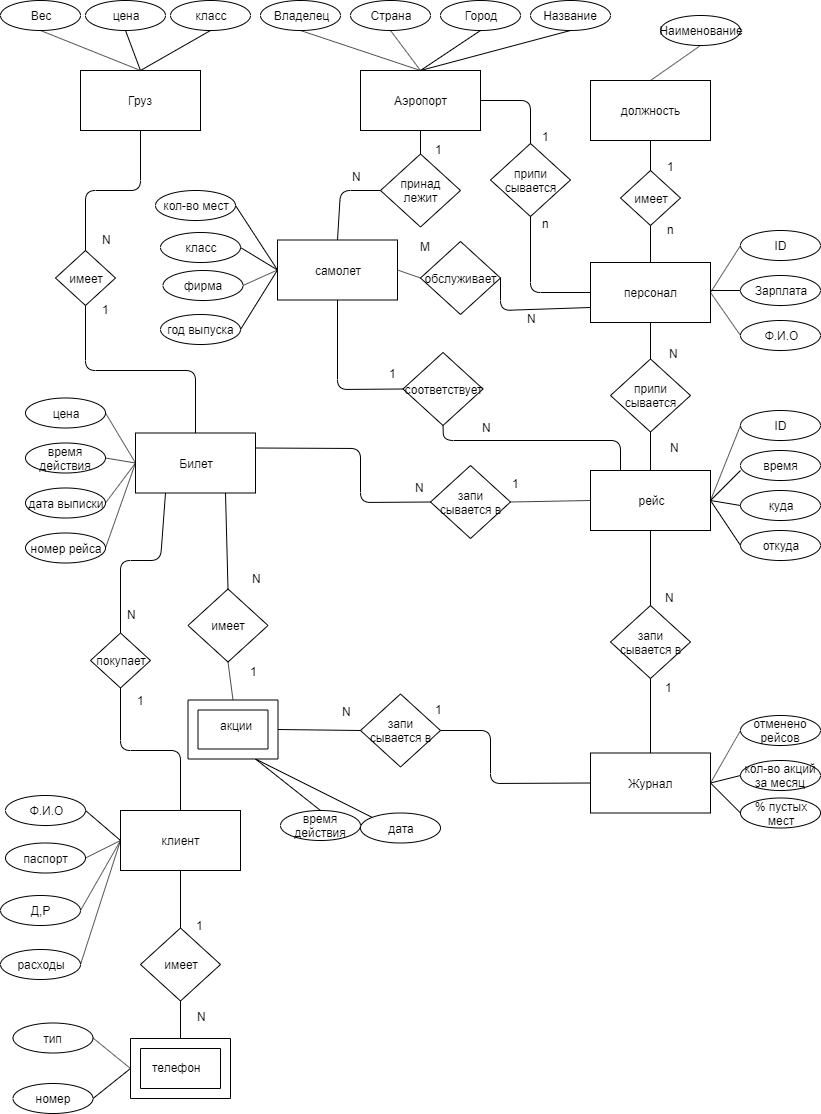 Вес
цена
класс
Владелец
Страна
Город
Название
Наименование
Груз
Аэропорт
должность
1
1
1
N
принад
лежит
припи
сывается
имеет
кол-во мест
n
n
N
M
ID
класс
самолет
обслуживает
имеет
фирма
персонал
Зарплата
1
год выпуска
N
Ф.И.О
N
1
соответствует
припи
сывается
цена
N
ID
время
действия
Билет
N
время
N
1
дата выписки
запи
сывается в
рейс
куда
номер рейса
откуда
N
N
N
имеет
запи
сывается в
покупает
1
1
1
N
1
акции
запи
сывается в
отменено
рейсов
кол-во акций
за месяц
Журнал
Ф.И.О
время
действия
дата
% пустых
мест
клиент
паспорт
Д,Р
1
расходы
имеет
N
тип
телефон
номер